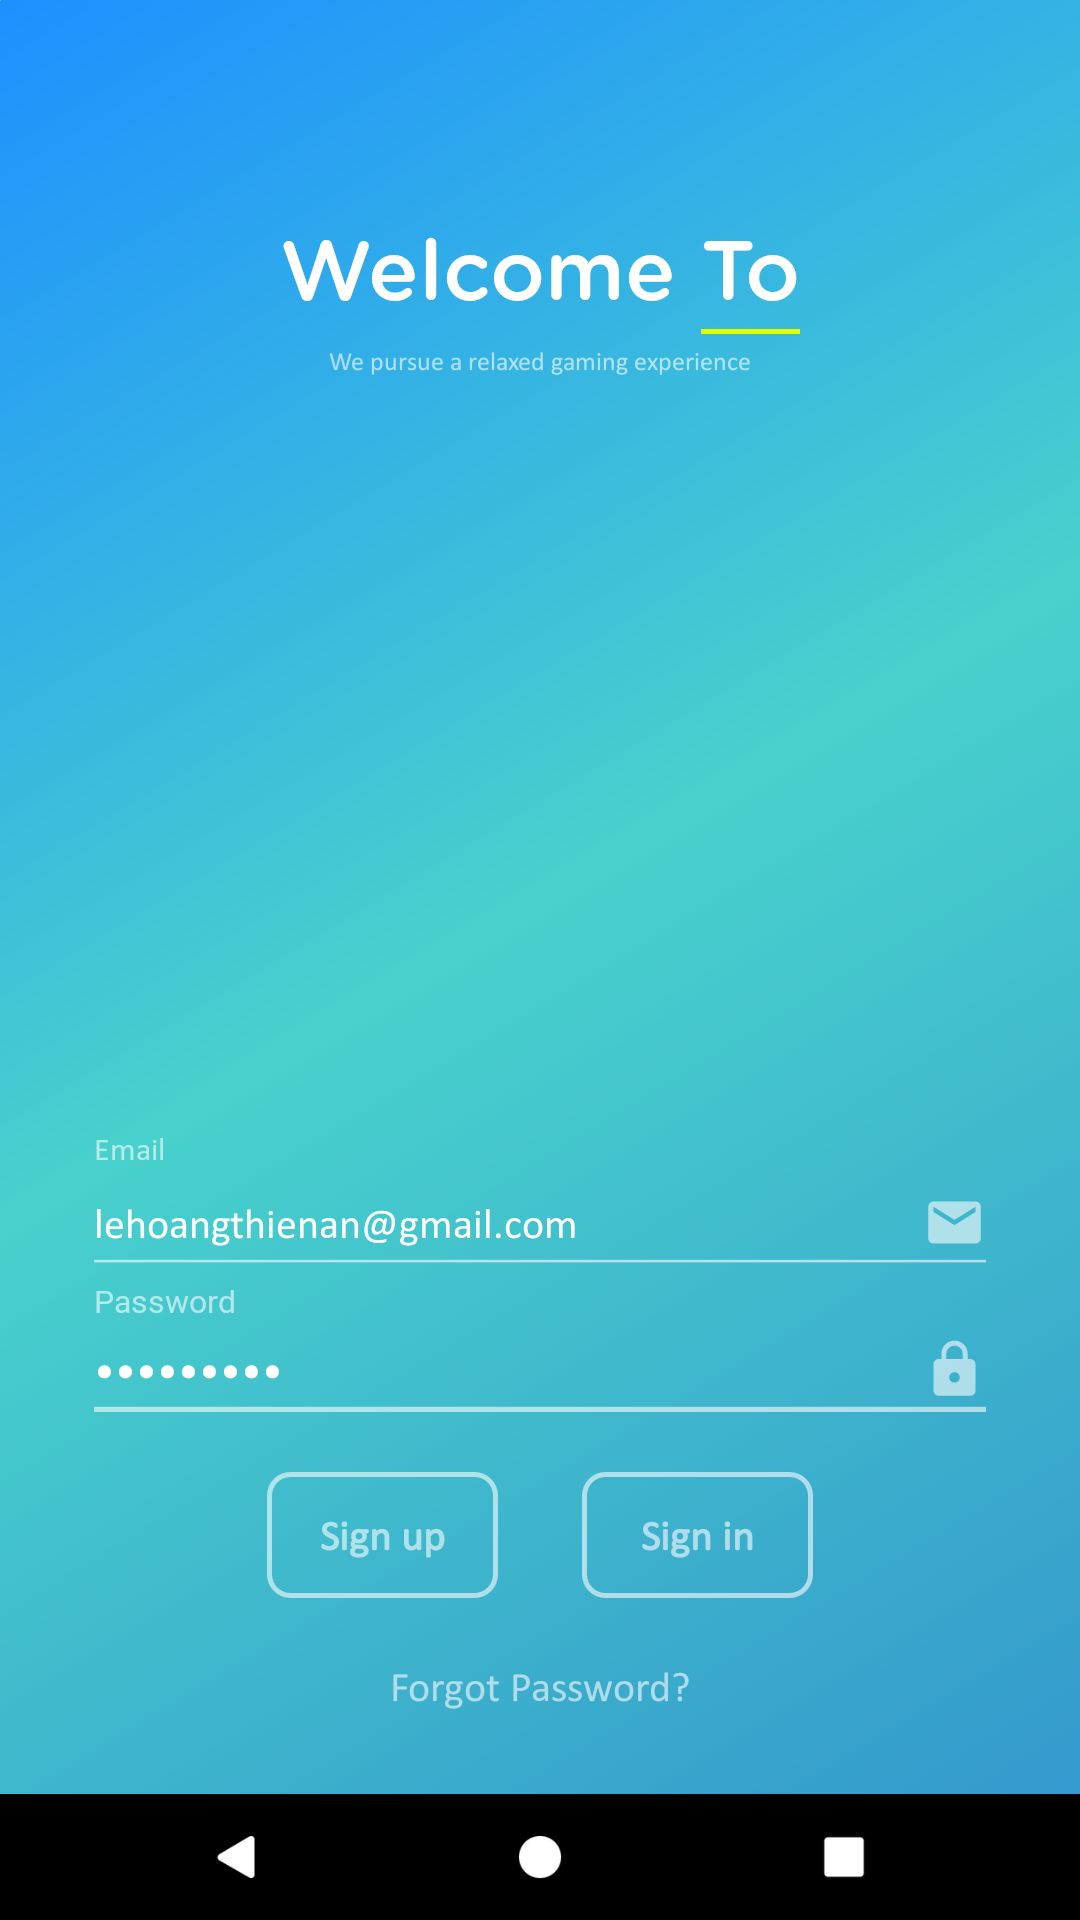 Welcome To
We pursue a relaxed gaming experience
Email
lehoangthienan@gmail.com
Password
•••••••••
Sign up
Sign in
Forgot Password?